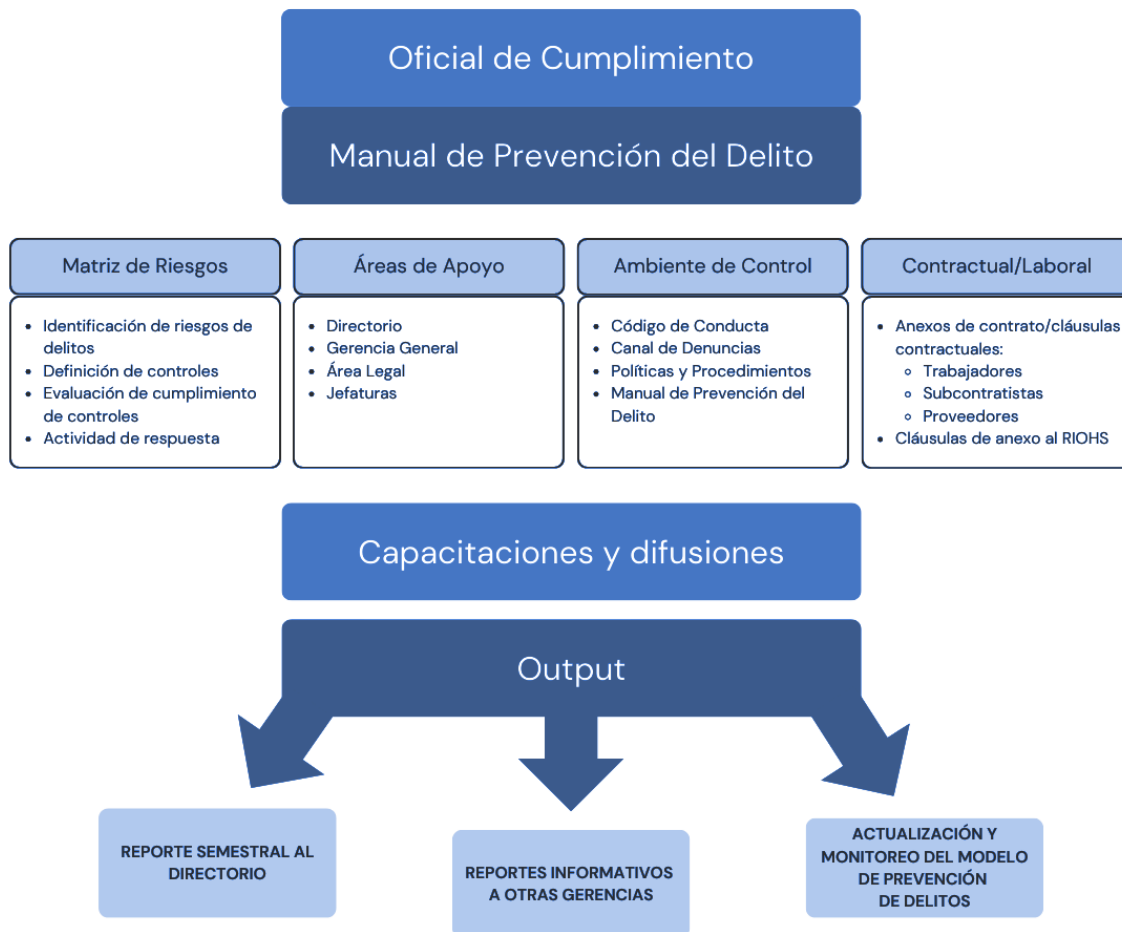 Oficial de Cumplimiento
Manual de Prevención del Delito
Matriz de Riesgos
• Identificación de riesgos de
delitos
• Definición de controles
• Evaluación de cumplimiento
de controles
• Actividad de respuesta
Áreas de Apoyo
• Directorio
• Gerencia General
• Área Legal
• Jefaturas
Ambiente de Control
• Código de Conducta
• Canal de Denuncias
• Políticas y Procedimientos
• Manual de Prevención del
Delito
Contractual/Laboral
• Anexos de contrato/cláusulas
contractuales:
◦ Trabajadores
◦ Subcontratistas
◦ Proveedores
• Cláusulas de anexo al RIOHS
Capacitaciones y difusiones
Output
REPORTE SEMESTRAL AL
DIRECTORIO
REPORTES INFORMATIVOS
A OTRAS GERENCIAS
ACTUALIZACIÓN Y
MONITOREO DEL MODELO
DE PREVENCIÓN
DE DELITOS